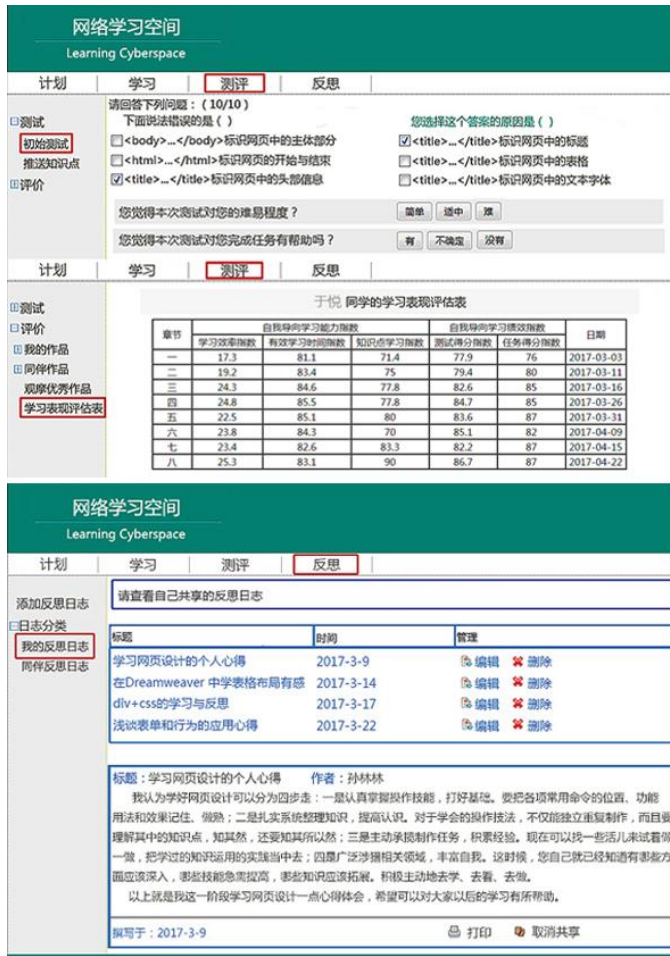 网络学习空间
Learning Cyberspace
计划 学习 测评 反思
请回答下列问题：（10/10）
测试 下面说法错误的是（ ） 您选择这个答案的原因是（ ）
初始测试 <body>...</body>标识网页中的主体部分 <title>...</title>标识网页中的标题
推送知识点 <html>...</html>标识网页的开始与结束 <title>...</title>标识网页中的表格
评价 <title>...</title>标识网页中的头部信息 <title>...</title>标识网页中的文本字体
您觉得本次测试对您的难易程度？ 简单 适中 难
您觉得本次测试对您完成任务有帮助吗？ 有 不确定 没有
计划 学习 测评 反思
测试
评价
我的作品
同伴作品
观摩优秀作品
学习表现评估表
于悦 同学的学习表现评估表
章节 自我导向学习能力指数 自我导向学习绩效指数 日期
学习效率指数 有效学习时间指数 知识点学习指数 测试得分指数 任务得分指数
一 17.3 81.1 71.4 77.9 76 2017-03-03
二 19.2 83.4 75 79.4 80 2017-03-11
三 24.3 84.6 77.8 82.6 85 2017-03-16
四 24.8 85.5 77.8 84.7 85 2017-03-26
五 22.5 85.1 80 83.6 87 2017-03-31
六 23.8 84.3 70 85.1 82 2017-04-09
七 23.4 82.6 83.3 82.2 87 2017-04-15
八 25.3 83.1 90 86.7 87 2017-04-22
网络学习空间
Learning Cyberspace
计划 学习 测评 反思
添加反思日志
日志分类
我的反思日志
同伴反思日志
请查看自己共享的反思日志
标题 时间 管理
学习网页设计的个人心得 2017-3-9 编辑 删除
在Dreamweaver 中学表格布局有感 2017-3-14 编辑 删除
div+css的学习与反思 2017-3-17 编辑 删除
浅谈表单和行为的应用心得 2017-3-22 编辑 删除
标题：学习网页设计的个人心得 作者：孙林林
我认为学好网页设计可以分为四步走：一是认真掌握操作技能，打好基础。要把各项常用命令的位置、功能
用法和效果记住、做熟；二是扎实系统整理知识，提高认识。对于学会的操作技法，不仅能独立重复制作，而且要
理解其中的知识点，知其然，还要知其所以然；三是主动承揽制作任务，积累经验。现在可以找一些活儿来试着做
一做，把学过的知识运用的实践当中去；四是广泛涉猎相关领域，丰富自我。这时候，您自己就已经知道有哪些方
面应该深入，哪些技能急需提高，哪些知识应该拓展。积极主动地去学、去看、去做。
以上就是我这一阶段学习网页设计一点心得体会，希望可以对大家以后的学习有所帮助。
撰写于：2017-3-9 打印 取消共享